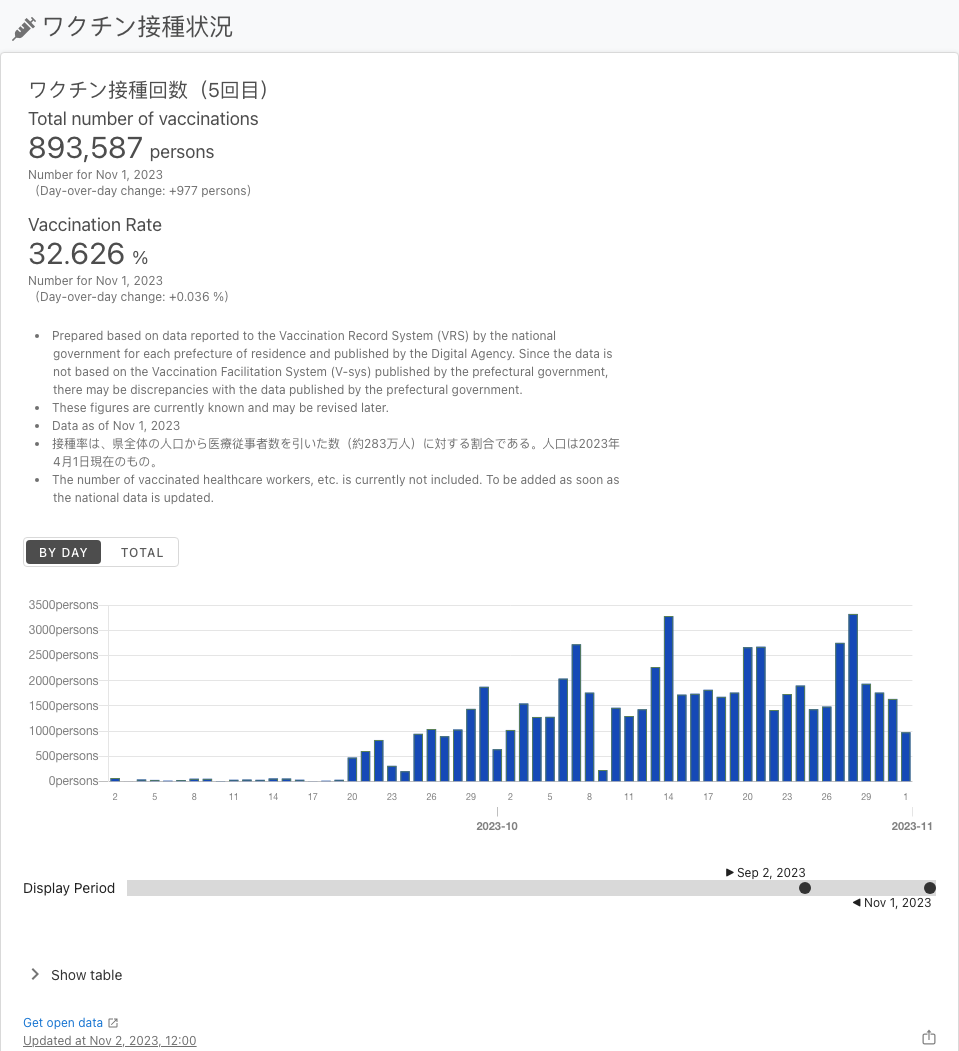 ワクチン接種状況
ワクチン接種回数（5回目）
Total number of vaccinations
893,587 persons
Number for Nov 1, 2023
（Day-over-day change: +977 persons)
Vaccination Rate
32.626 %
Number for Nov 1, 2023
（Day-over-day change: +0.036 %)
• Prepared based on data reported to the Vaccination Record System (VRS) by the national
government for each prefecture of residence and published by the Digital Agency. Since the data is
not based on the Vaccination Facilitation System (V-sys) published by the prefectural government,
there may be discrepancies with the data published by the prefectural government.
• These figures are currently known and may be revised later.
• Data as of Nov 1, 2023
• 接種率は、県全体の人口から医療従事者数を引いた数（約283万人）に対する割合である。人口は2023年
4月1日現在のもの。
• The number of vaccinated healthcare workers, etc. is currently not included. To be added as soon as
the national data is updated.
BY DAY TOTAL
3500persons
3000persons
2500persons
2000persons
1500persons
1000persons
500persons
0persons
2 5 8 11 14 17 20 23 26 29 2 5 8 11 14 17 20 23 26 29 1
2023-10 2023-11
Sep 2, 2023
Display Period
Nov 1, 2023
Show table
Get open data
Updated at Nov 2, 2023, 12:00